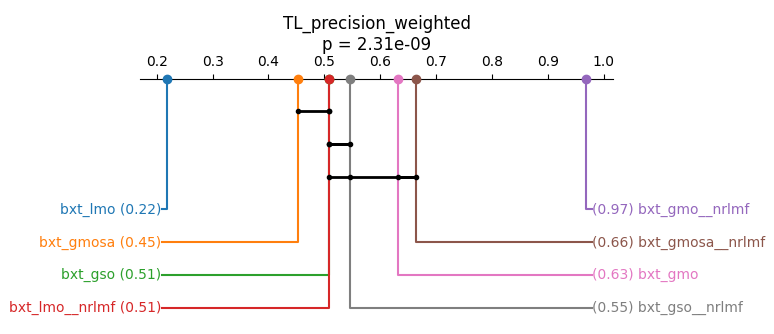 TL_precision_weighted
p = 2.31e-09
0.2 0.3 0.4 0.5 0.6 0.7 0.8 0.9 1.0
bxt_lmo (0.22) (0.97) bxt_gmo__nrlmf
bxt_gmosa (0.45) (0.66) bxt_gmosa__nrlmf
bxt_gso (0.51) (0.63) bxt_gmo
bxt_lmo__nrlmf (0.51) (0.55) bxt_gso__nrlmf